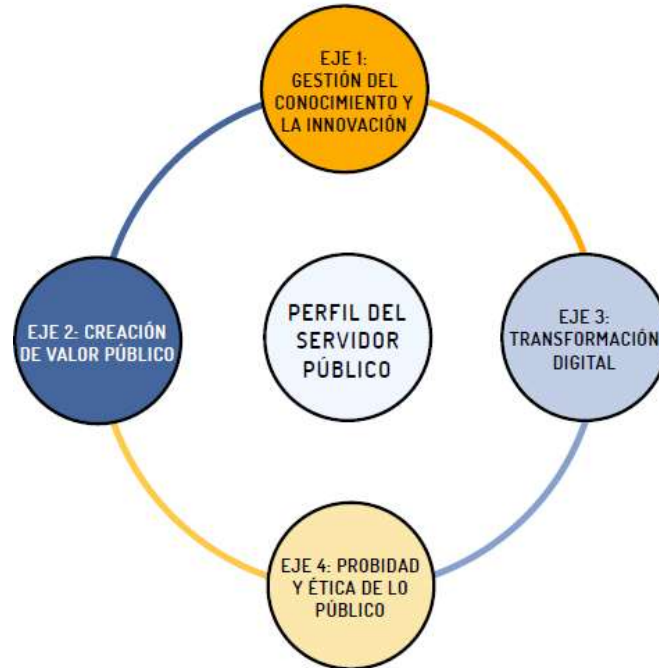 EJE 1:
GESTIÓN DEL
CONOCIMIENTO Y
LA INNOVACIÓN
EJE 2: CREACIÓN
DE VALOR PÚBLICO
PERFIL DEL
SERVIDOR
PÚBLICO
EJE 3:
TRANSFORMACIÓN
DIGITAL
EJE 4: PROBIDAD
Y ÉTICA DE LO
PÚBLICO